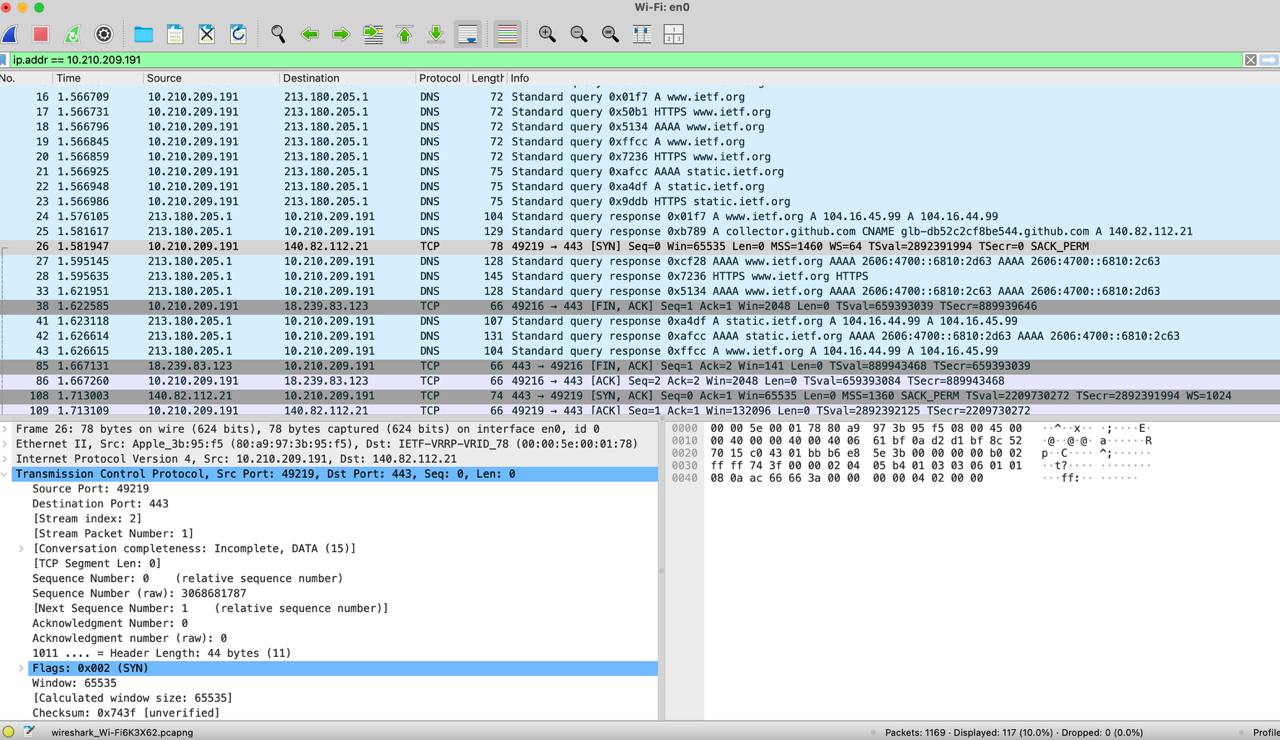 Wi-Fi: en0
ip.addr == 10.210.209.191
No. Time Source Destination Protocol Length Info
16 1.566709 10.210.209.191 213.180.205.1 DNS 72 Standard query 0x01f7 A www.ietf.org
17 1.566731 10.210.209.191 213.180.205.1 DNS 72 Standard query 0x50b1 HTTPS www.ietf.org
18 1.566796 10.210.209.191 213.180.205.1 DNS 72 Standard query 0x5134 AAAA www.ietf.org
19 1.566845 10.210.209.191 213.180.205.1 DNS 72 Standard query 0xffcc A www.ietf.org
20 1.566859 10.210.209.191 213.180.205.1 DNS 72 Standard query 0x7236 HTTPS www.ietf.org
21 1.566925 10.210.209.191 213.180.205.1 DNS 75 Standard query 0xafcc AAAA static.ietf.org
22 1.566948 10.210.209.191 213.180.205.1 DNS 75 Standard query 0xa4df A static.ietf.org
23 1.566986 10.210.209.191 213.180.205.1 DNS 75 Standard query 0x9ddb HTTPS static.ietf.org
24 1.576105 213.180.205.1 10.210.209.191 DNS 104 Standard query response 0x01f7 A www.ietf.org A 104.16.45.99 A 104.16.44.99
25 1.581617 213.180.205.1 10.210.209.191 DNS 129 Standard query response 0xb789 A collector.github.com CNAME glb-db52c2cf8be544.github.com A 140.82.112.21
26 1.581947 10.210.209.191 140.82.112.21 TCP 78 49219 → 443 [SYN] Seq=0 Win=65535 Len=0 MSS=1460 WS=64 TSval=2892391994 TSecr=0 SACK_PERM
27 1.595145 213.180.205.1 10.210.209.191 DNS 128 Standard query response 0xcf28 AAAA www.ietf.org AAAA 2606:4700::6810:2c63 AAAA 2606:4700::6810:2c63
28 1.595635 213.180.205.1 10.210.209.191 DNS 145 Standard query response 0x7236 HTTPS www.ietf.org HTTPS
33 1.621951 213.180.205.1 10.210.209.191 DNS 128 Standard query response 0x5134 AAAA www.ietf.org AAAA 2606:4700::6810:2d63 AAAA 2606:4700::6810:2c63
38 1.622585 10.210.209.191 18.239.83.123 TCP 66 49216 → 443 [FIN, ACK] Seq=1 Ack=1 Win=2048 Len=0 TSval=659393039 TSecr=889939646
41 1.623118 213.180.205.1 10.210.209.191 DNS 107 Standard query response 0xa4df A static.ietf.org A 104.16.44.99 A 104.16.45.99
42 1.626614 213.180.205.1 10.210.209.191 DNS 131 Standard query response 0xafcc AAAA static.ietf.org AAAA 2606:4700::6810:2d63 AAAA 2606:4700::6810:2c63
43 1.626615 213.180.205.1 10.210.209.191 DNS 104 Standard query response 0xffcc A www.ietf.org A 104.16.44.99 A 104.16.45.99
85 1.667131 18.239.83.123 10.210.209.191 TCP 66 443 → 49216 [FIN, ACK] Seq=1 Ack=2 Win=141 Len=0 TSval=889943468 TSecr=659393039
86 1.667260 10.210.209.191 18.239.83.123 TCP 66 49216 → 443 [ACK] Seq=2 Ack=2 Win=2048 Len=0 TSval=659393084 TSecr=889943468
108 1.713003 140.82.112.21 10.210.209.191 TCP 74 443 → 49219 [SYN, ACK] Seq=0 Ack=1 Win=65535 Len=0 MSS=1360 SACK_PERM TSval=2209730272 TSecr=2892391994 WS=1024
109 1.713109 10.210.209.191 140.82.112.21 TCP 66 49219 → 443 [ACK] Seq=1 Ack=1 Win=132096 Len=0 TSval=2892392125 TSecr=2209730272
Frame 26: 78 bytes on wire (624 bits), 78 bytes captured (624 bits) on interface en0, id 0
Ethernet II, Src: Apple_3b:95:f5 (80:a9:97:3b:95:f5), Dst: IETF-VRRP-VRID_78 (00:00:5e:00:01:78)
Internet Protocol Version 4, Src: 10.210.209.191, Dst: 140.82.112.21
Transmission Control Protocol, Src Port: 49219, Dst Port: 443, Seq: 0, Len: 0
Source Port: 49219
Destination Port: 443
[Stream index: 2]
[Stream Packet Number: 1]
[Conversation completeness: Incomplete, DATA (15)]
[TCP Segment Len: 0]
Sequence Number: 0 (relative sequence number)
Sequence Number (raw): 3068681787
[Next Sequence Number: 1 (relative sequence number)]
Acknowledgment Number: 0
Acknowledgment number (raw): 0
1011 .... = Header Length: 44 bytes (11)
Flags: 0x002 (SYN)
Window: 65535
[Calculated window size: 65535]
Checksum: 0x743f [unverified]
0000 00 00 5e 00 01 78 80 a9 97 3b 95 f5 08 00 45 00 ··^··x·· ·;····E·
0010 00 40 00 00 40 00 40 06 61 bf 0a d2 d1 bf 8c 52 ·@··@·@· a······R
0020 70 15 c0 43 01 bb b6 e8 5e 3b 00 00 00 00 b0 02 p··C···· ^;······
0030 ff ff 74 3f 00 00 02 04 05 b4 01 03 03 06 01 01 ··t?···· ········
0040 08 0a ac 66 66 3a 00 00 00 00 04 02 00 00 ···ff:·· ······
wireshark_Wi-Fi6K3X62.pcapng
Packets: 1169 · Displayed: 117 (10.0%) · Dropped: 0 (0.0%)
Profile